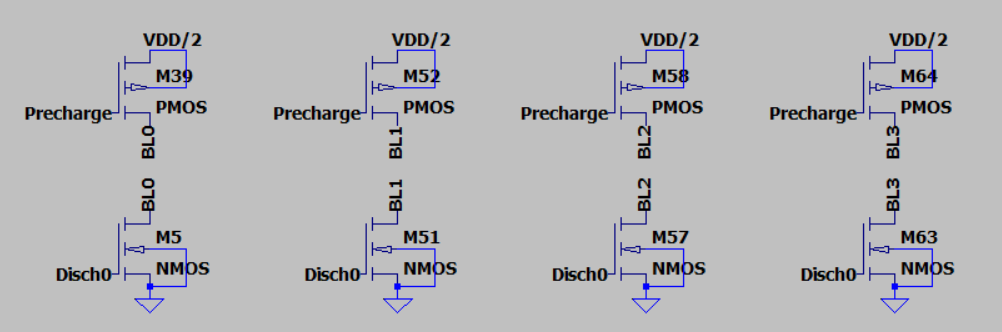 VDD/2 VDD/2 VDD/2 VDD/2
M39 M52 M58 M64
Precharge PMOS Precharge PMOS Precharge PMOS Precharge PMOS
BL0 BL1 BL2 BL3
BL0 BL1 BL2 BL3
M5 M51 M57 M63
Disch0 NMOS Disch0 NMOS Disch0 NMOS Disch0 NMOS